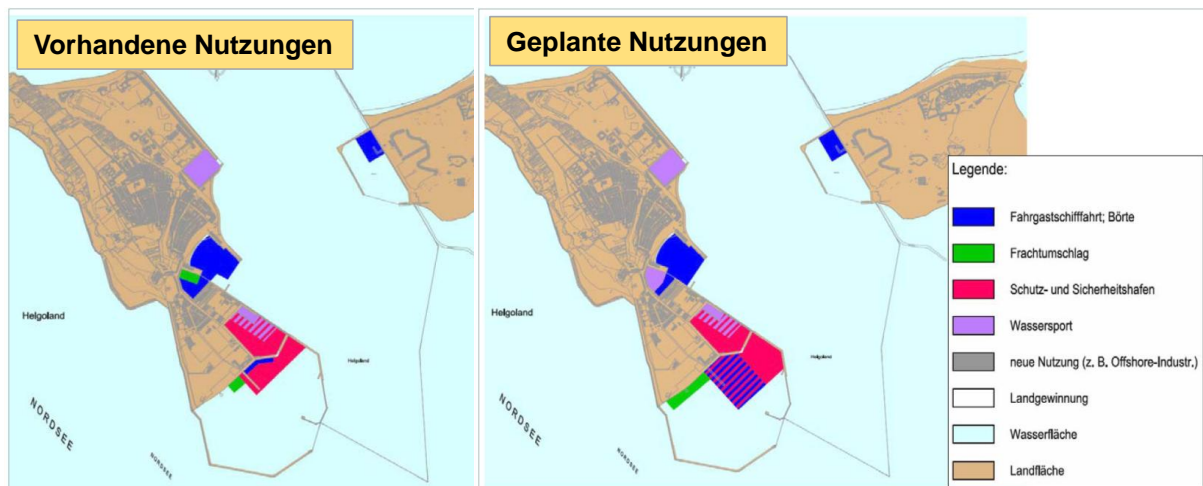 Vorhandene Nutzungen
Geplante Nutzungen
Legende:
Fahrgastschifffahrt; Börte
Frachtumschlag
Schutz- und Sicherheitshafen
Wassersport
neue Nutzung (z. B. Offshore-Industr.)
Landgewinnung
Wasserfläche
Landfläche
Helgoland
Helgoland
NORDSEE
NORDSEE
Helgoland
Helgoland
NORDSEE
NORDSEE